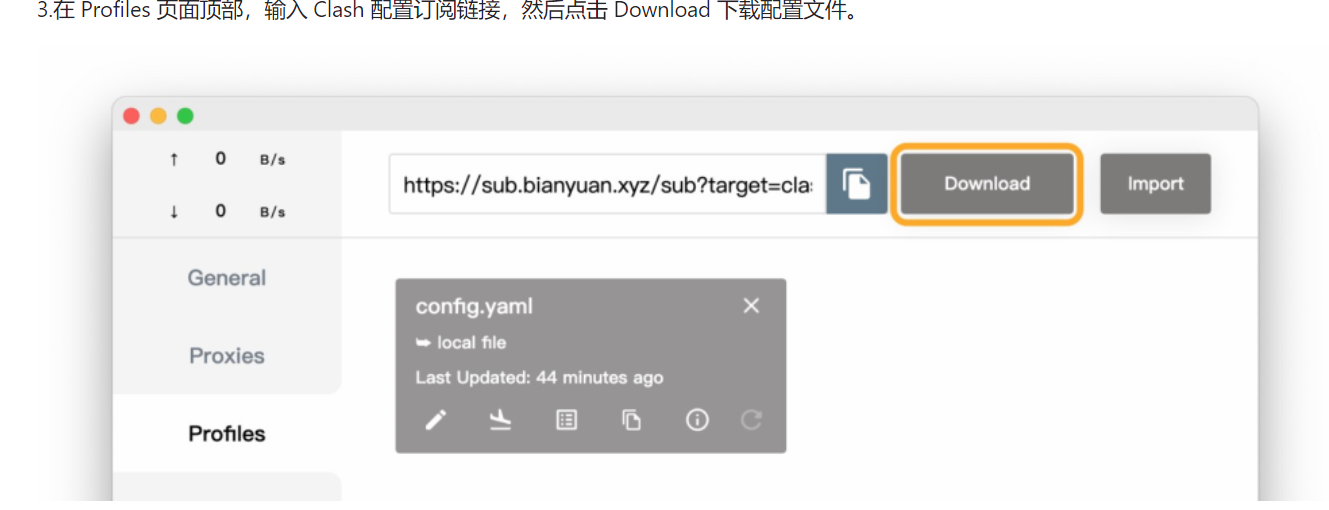 3.在 Profiles 页面顶部，输入 Clash 配置订阅链接，然后点击 Download 下载配置文件。
↑ 0 B/s
https://sub.bianyuan.xyz/sub?target=clas
Download
Import
↓ 0 B/s
General
config.yaml
local file
Proxies
Last Updated: 44 minutes ago
Profiles